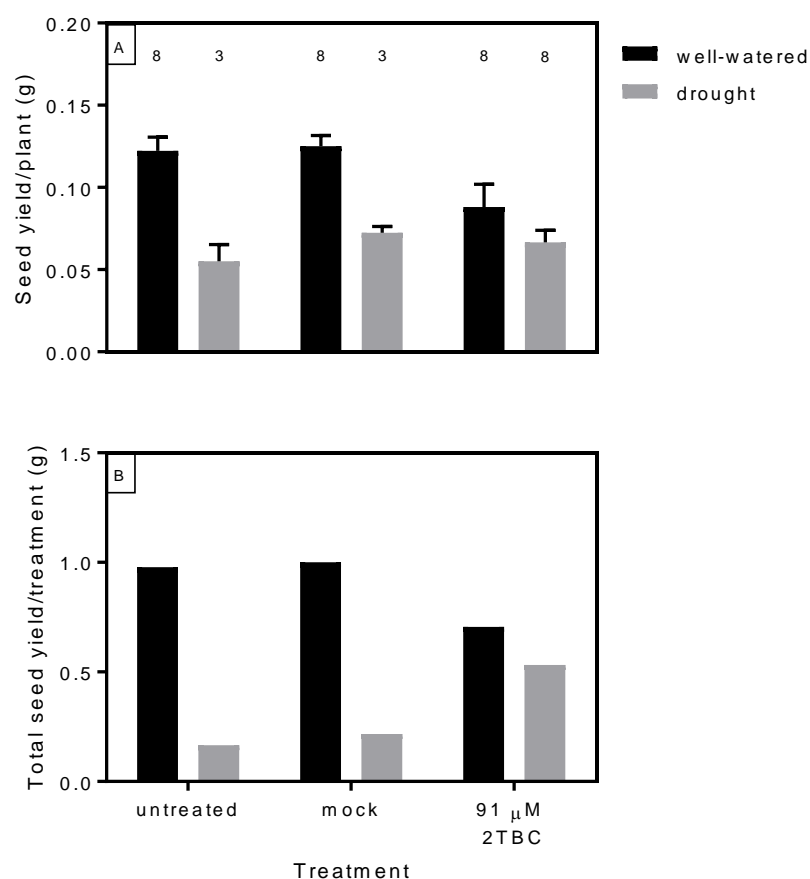 A
8 3 8 3 8 8
well-watered
drought
Seed yield/plant (g)
0.20
0.15
0.10
0.05
0.00
B
Total seed yield/treatment (g)
1.5
1.0
0.5
0.0
untreated mock 91 μM
2TBC
Treatment